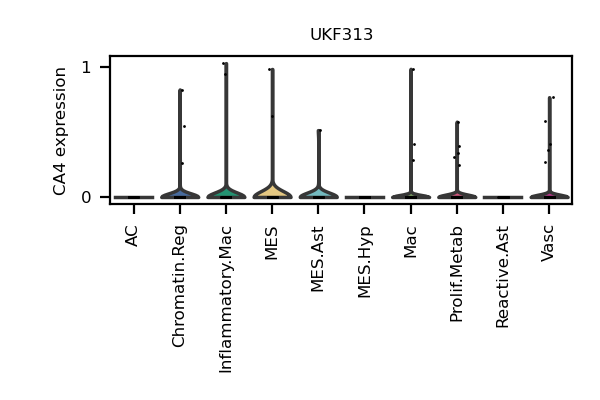 UKF313
CA4 expression
1
0
AC
Chromatin.Reg
Inflammatory.Mac
MES
MES.Ast
MES.Hyp
Mac
Prolif.Metab
Reactive.Ast
Vasc